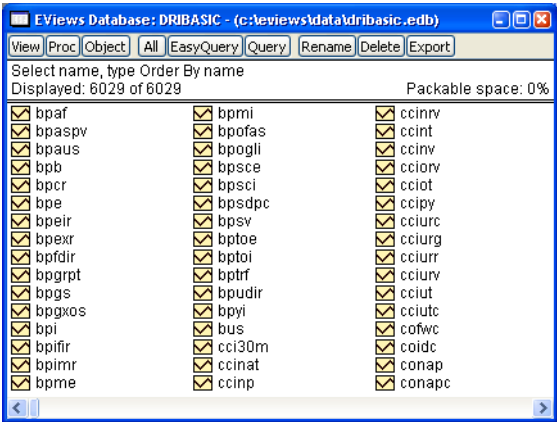 EViews Database: DRIBASIC - (c:\eviews\data\dribasic.edb)
View Proc Object All EasyQuery Query Rename Delete Export
Select name, type Order By name
Displayed: 6029 of 6029 Packable space: 0%
bpaf bpmi ccinrv
bpaspv bpofas ccint
bpaus bpogli ccinv
bpb bpsce cciorv
bpcr bpsci cciot
bpe bpsdpc ccipy
bpeir bpsv cciurc
bpexr bptoe cciurg
bpfdir bptoi cciurr
bpgrpt bptrf cciurv
bpgs bpudir cciut
bpgxos bpyi cciutc
bpi bus cofwc
bpifir cci30m coidc
bpimr ccinat conap
bpme ccinp conapc